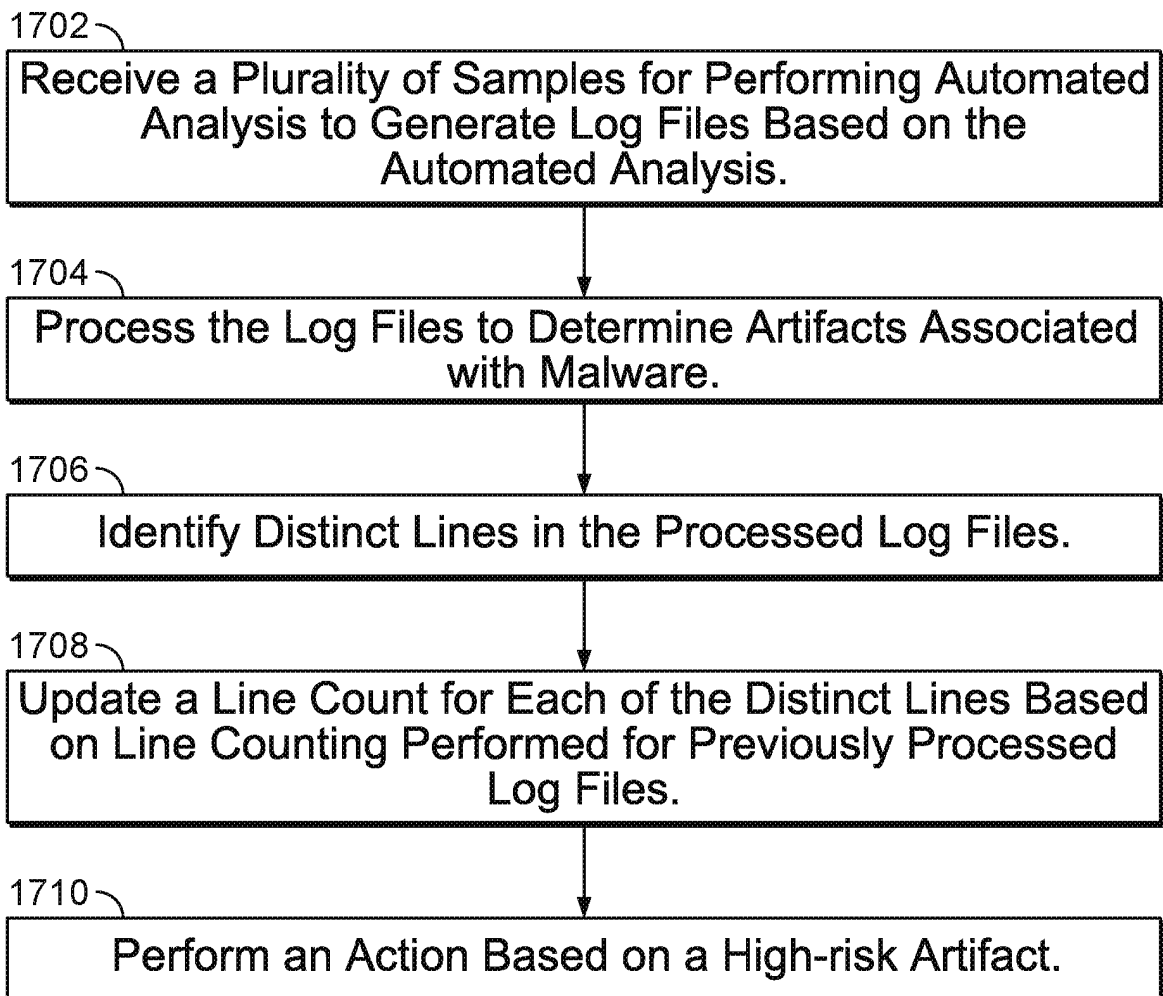 1702
Receive a Plurality of Samples for Performing Automated
Analysis to Generate Log Files Based on the
Automated Analysis.
1704
Process the Log Files to Determine Artifacts Associated
with Malware.
1706
Identify Distinct Lines in the Processed Log Files.
1708
Update a Line Count for Each of the Distinct Lines Based
on Line Counting Performed for Previously Processed
Log Files.
1710
Perform an Action Based on a High-risk Artifact.